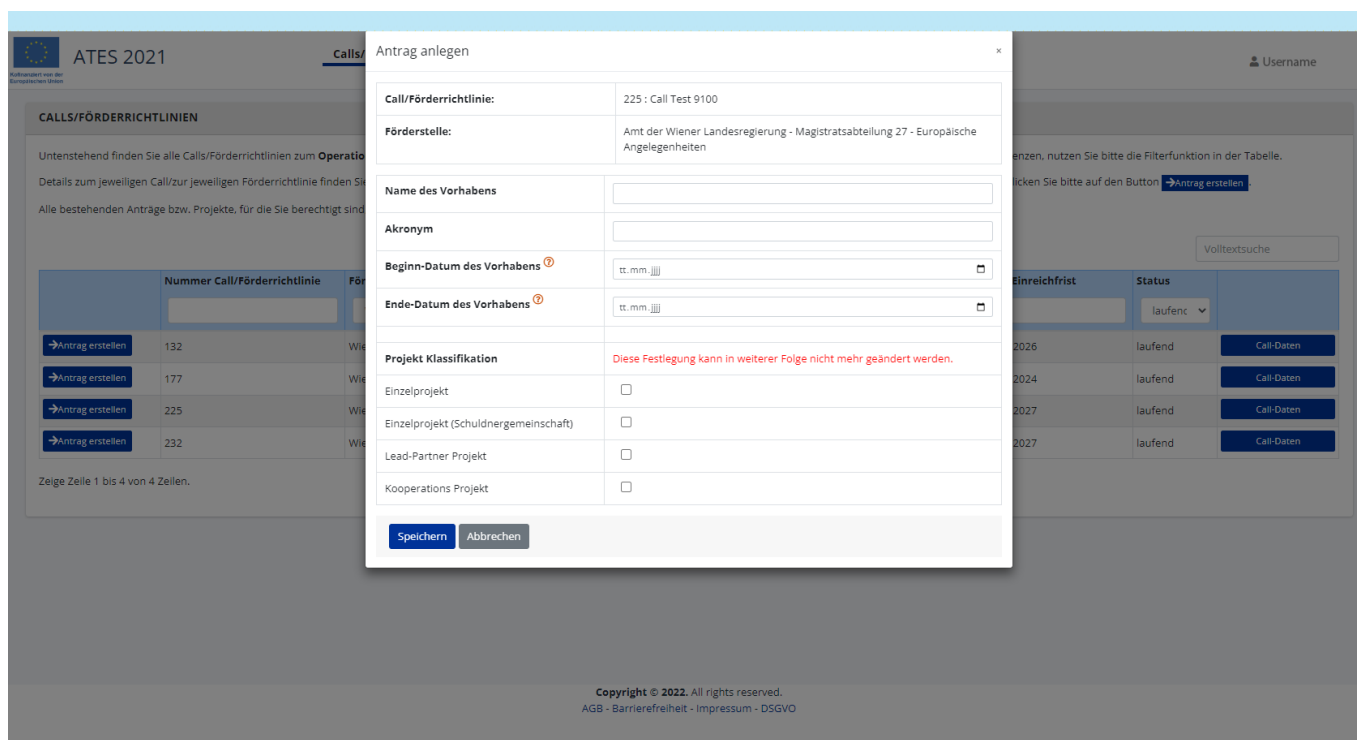 ATES 2021
Calls/
Username
Kofinanziert von der
Europäischen Union
Antrag anlegen
×
Call/Förderrichtlinie:
225 : Call Test 9100
Förderstelle:
Amt der Wiener Landesregierung - Magistratsabteilung 27 - Europäische
Angelegenheiten
Name des Vorhabens
Akronym
Beginn-Datum des Vorhabens ?
tt.mm.jjjj
Ende-Datum des Vorhabens ?
tt.mm.jjjj
Projekt Klassifikation
Diese Festlegung kann in weiterer Folge nicht mehr geändert werden.
Einzelprojekt
Einzelprojekt (Schuldnergemeinschaft)
Lead-Partner Projekt
Kooperations Projekt
Speichern Abbrechen
CALLS/FÖRDERRICHTLINIEN
Untenstehend finden Sie alle Calls/Förderrichtlinien zum Operatio
enzen, nutzen Sie bitte die Filterfunktion in der Tabelle.
Details zum jeweiligen Call/zur jeweiligen Förderrichtlinie finden Sie
licken Sie bitte auf den Button →Antrag erstellen .
Alle bestehenden Anträge bzw. Projekte, für die Sie berechtigt sind
Volltextsuche
Nummer Call/Förderrichtlinie För Einreichfrist Status
laufend
→Antrag erstellen 132 Wie 2026 laufend Call-Daten
→Antrag erstellen 177 Wie 2024 laufend Call-Daten
→Antrag erstellen 225 Wie 2027 laufend Call-Daten
→Antrag erstellen 232 Wie 2027 laufend Call-Daten
Zeige Zeile 1 bis 4 von 4 Zeilen.
Copyright © 2022. All rights reserved.
AGB - Barrierefreiheit - Impressum - DSGVO